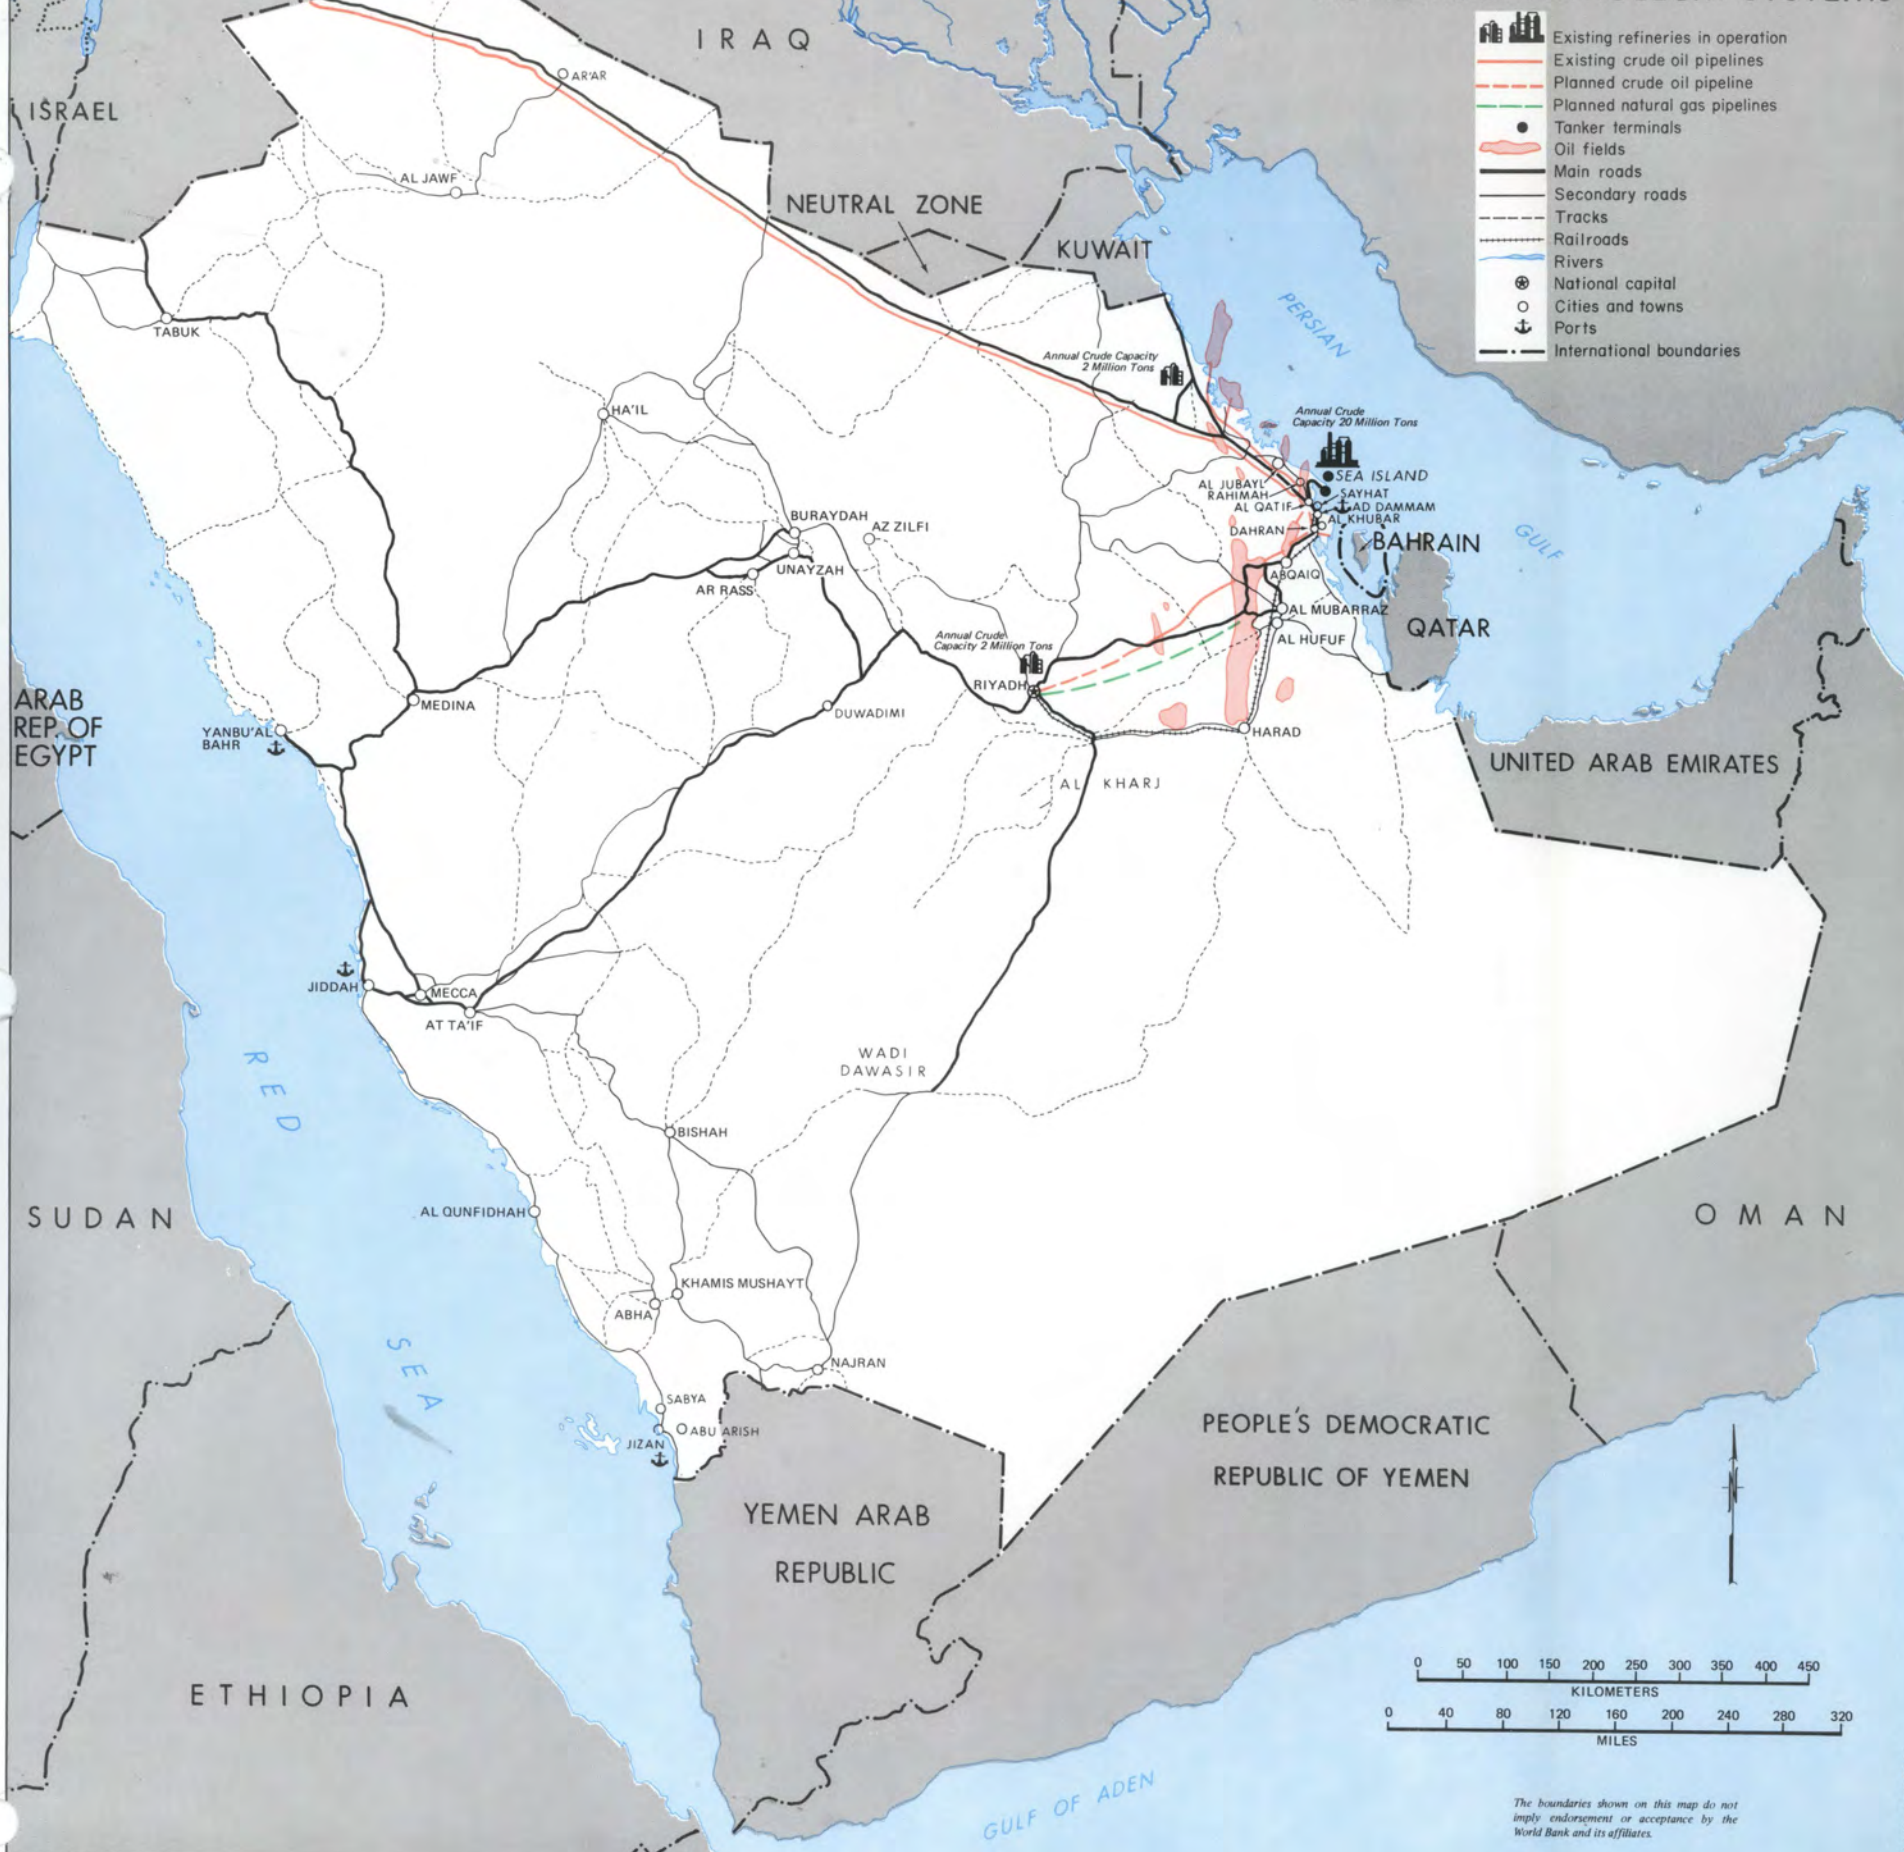 Existing refineries in operation
Existing crude oil pipelines
Planned crude oil pipeline
Planned natural gas pipelines
Tanker terminals
Oil fields
Main roads
Secondary roads
Tracks
Railroads
Rivers
National capital
Cities and towns
Ports
International boundaries
IRAQ
ISRAEL
AR'AR
AL JAWF
NEUTRAL ZONE
KUWAIT
PERSIAN
GULF
TABUK
Annual Crude Capacity
2 Million Tons
HA'IL
Annual Crude
Capacity 20 Million Tons
SEA ISLAND
AL JUBAYL
RAHIMAH
SAYHAT
AL QATIF
AD DAMMAM
AL KHUBAR
DAHRAN
BAHRAIN
BURAYDAH
AZ ZILFI
UNAYZAH
AR RASS
ABQAIQ
AL MUBARRAZ
AL HUFUF
QATAR
Annual Crude
Capacity 2 Million Tons
RIYADH
ARAB
REP. OF
EGYPT
MEDINA
DUWADIMI
YANBU'AL
BAHR
HARAD
UNITED ARAB EMIRATES
AL KHARJ
JIDDAH
MECCA
AT TA'IF
RED
SEA
WADI
DAWASIR
BISHAH
SUDAN
AL QUNFIDHAH
OMAN
KHAMIS MUSHAYT
ABHA
NAJRAN
SABYA
ABU ARISH
JIZAN
PEOPLE'S DEMOCRATIC
REPUBLIC OF YEMEN
YEMEN ARAB
REPUBLIC
ETHIOPIA
0 50 100 150 200 250 300 350 400 450
KILOMETERS
0 40 80 120 160 200 240 280 320
MILES
GULF OF ADEN
The boundaries shown on this map do not
imply endorsement or acceptance by the
World Bank and its affiliates.